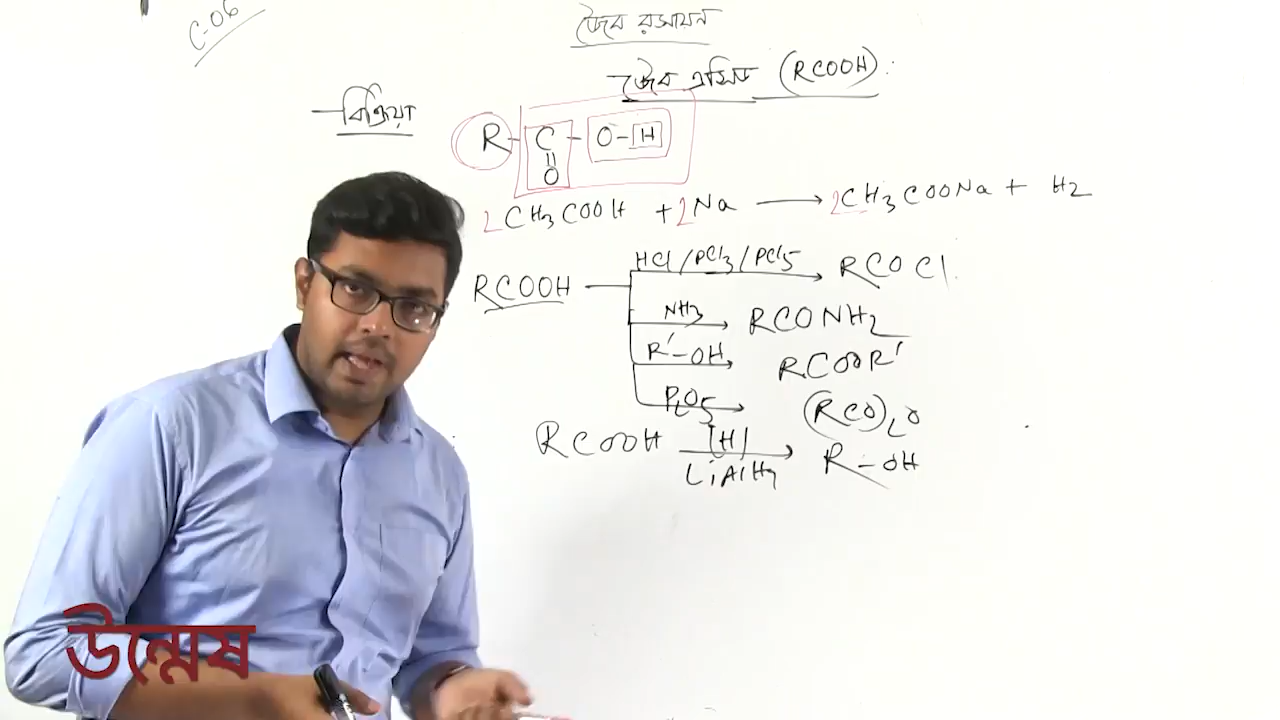 C-06
জৈব রসায়ন
জৈব এসিড (RCOOH):
বিক্রিয়া
R-C-O-H
=
O
2CH3COOH + 2Na → 2CH3COONa + H2
RCOOH HCl/PCl3/PCl5 → RCOCl.
NH3 → RCONH2
R'-OH → RCOOR'
P2O5 → (RCO)2O
RCOOH [H] → R-OH
LiAlH4
উন্মেষ